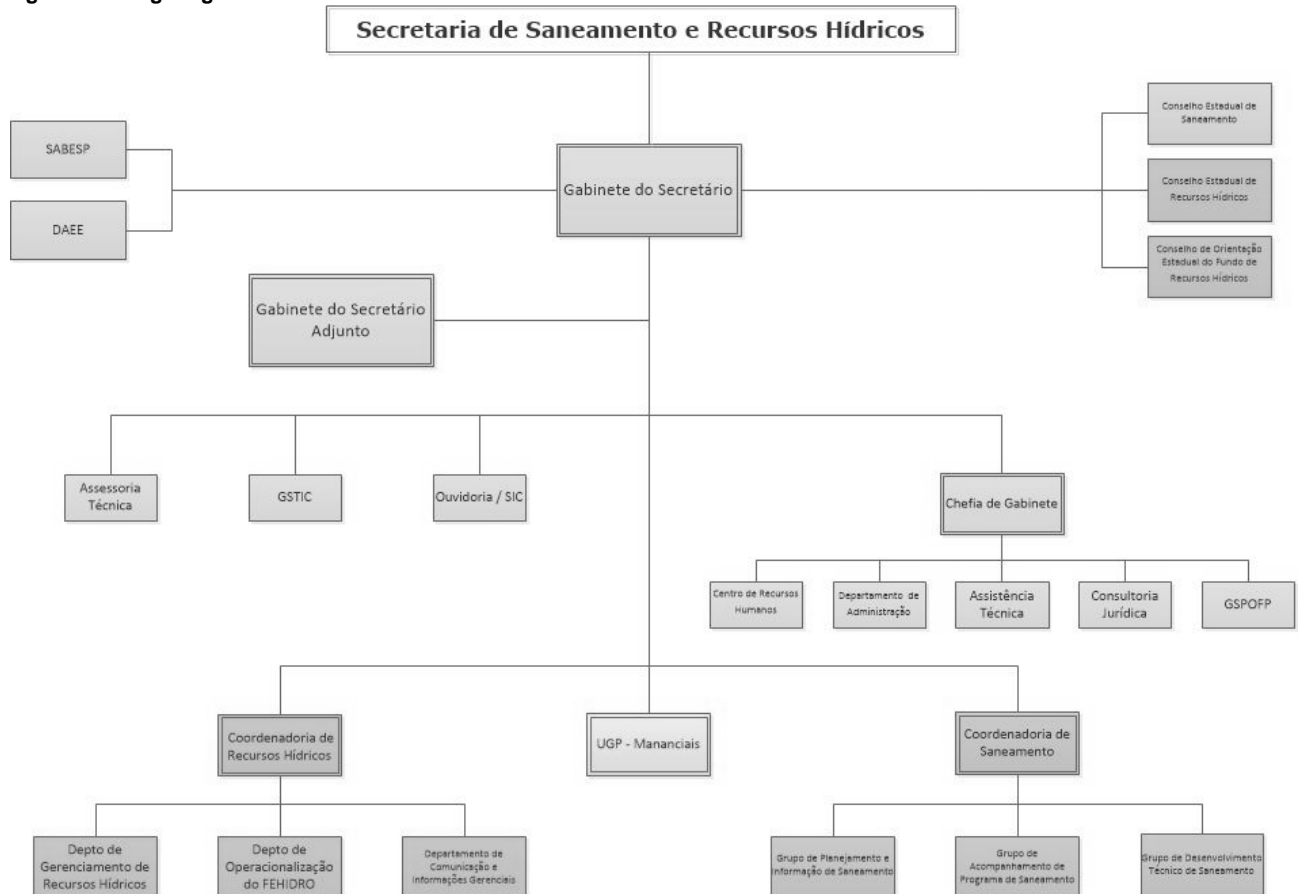 Secretaria de Saneamento e Recursos Hídricos
SABESP
DAEE
Gabinete do Secretário
Conselho Estadual de
Saneamento
Conselho Estadual de
Recursos Hídricos
Conselho de Orientação
Estadual do Fundo de
Recursos Hídricos
Gabinete do Secretário
Adjunto
Assessoria
Técnica
GSTIC
Ouvidoria / SIC
Chefia de Gabinete
Centro de Recursos
Humanos
Departamento de
Administração
Assistência
Técnica
Consultoria
Jurídica
GSPOFP
Coordenadoria de
Recursos Hídricos
UGP - Mananciais
Coordenadoria de
Saneamento
Depto de
Gerenciamento de
Recursos Hídricos
Depto de
Operacionalização
do FEHIDRO
Departamento de
Comunicação e
Informações Gerenciais
Grupo de Planejamento e
Informação de Saneamento
Grupo de
Acompanhamento de
Programa de Saneamento
Grupo de Desenvolvimento
Técnico de Saneamento